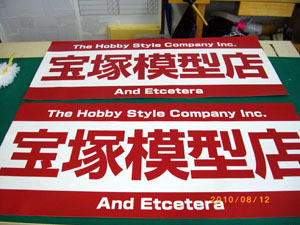 The Hobby Style Company Inc.
宝塚模型店
And Etcetera
The Hobby Style Company Inc.
宝塚模型店
And Etcetera
2010/08/12